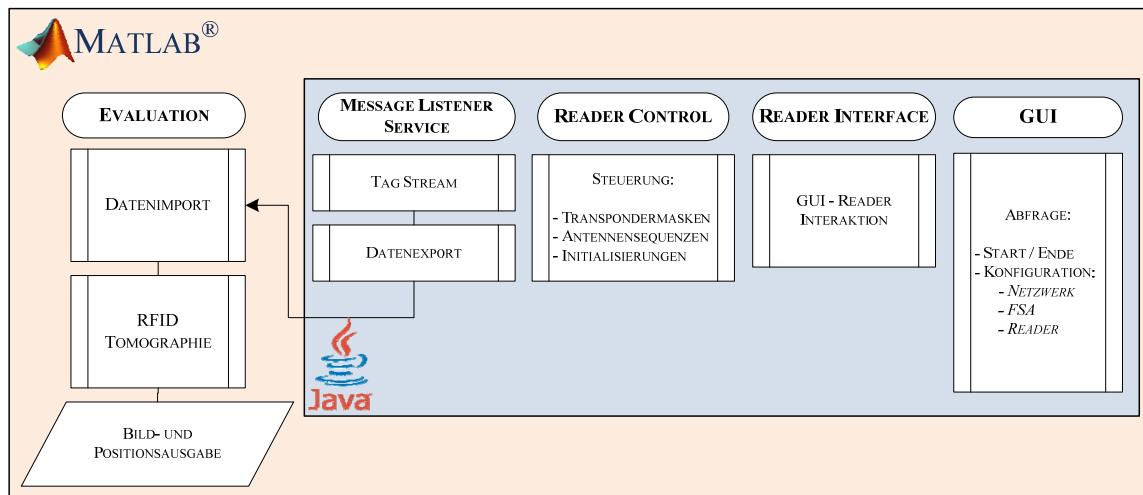 MATLAB®
EVALUATION
DATENIMPORT
RFID
TOMOGRAPHIE
BILD- UND
POSITIONSAUSGABE
MESSAGE LISTENER
SERVICE
TAG STREAM
DATENEXPORT
Java
READER CONTROL
STEUERUNG:
- TRANSPONDERMASKEN
- ANTENNENSEQUENZEN
- INITIALISIERUNGEN
READER INTERFACE
GUI - READER
INTERAKTION
GUI
ABFRAGE:
- START / ENDE
- KONFIGURATION:
- NETZWERK
- FSA
- READER